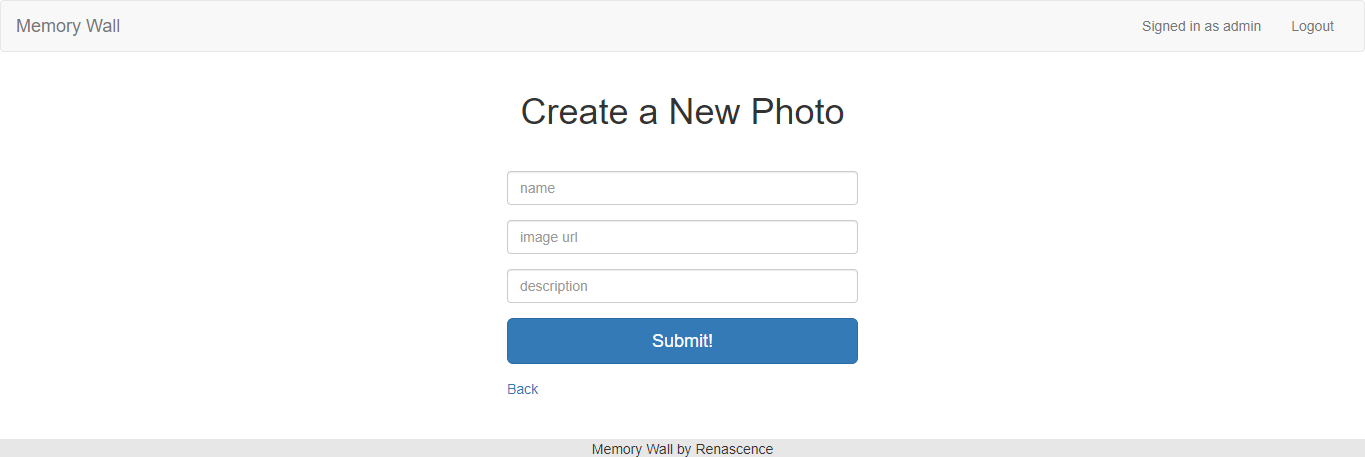 Memory Wall
Signed in as admin
Logout
Create a New Photo
name
image url
description
Submit!
Back
Memory Wall by Renascence